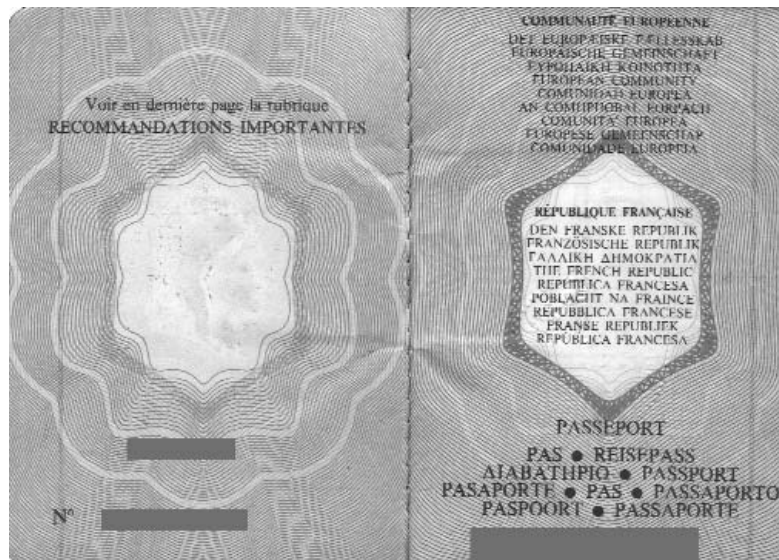 Voir en dernière page la rubrique
RECOMMANDATIONS IMPORTANTES
Nº
COMMUNAUTÉ EUROPÉENNE
DET EUROPÆISKE FÆLLESSKAB
EUROPÄISCHE GEMEINSCHAFT
ΕΥΡΩΠΑΪΚΗ ΚΟΙΝΟΤΗΤΑ
EUROPEAN COMMUNITY
COMUNIDAD EUROPEA
AN COMHPHOBAL EORPACH
COMUNITÀ EUROPEA
EUROPESE GEMEENSCHAP
COMUNIDADE EUROPEIA
RÉPUBLIQUE FRANÇAISE
DEN FRANSKE REPUBLIK
FRANZÖSISCHE REPUBLIK
ΓΑΛΛΙΚΗ ΔΗΜΟΚΡΑΤΙΑ
THE FRENCH REPUBLIC
REPUBLICA FRANCESA
POBLACHT NA FRAINCE
REPUBBLICA FRANCESE
FRANSE REPUBLIEK
REPÚBLICA FRANCESA
PASSEPORT
PAS ● REISEPASS
ΔΙΑΒΑΤΗΡΙΟ ● PASSPORT
PASAPORTE ● PAS ● PASSAPORTO
PASPOORT ● PASSAPORTE